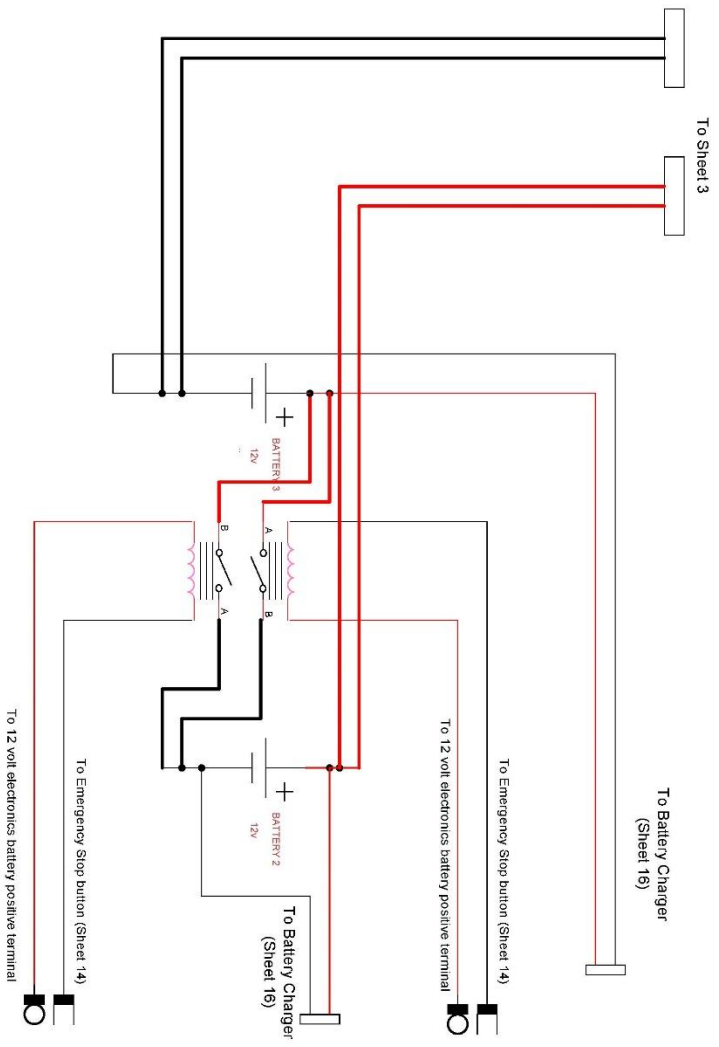 To Sheet 3
+
BATTERY 3
12v
B
A
A
B
+
BATTERY 2
12v
To Battery Charger
(Sheet 16)
To Emergency Stop button (Sheet 14)
To 12 volt electronics battery positive terminal
To Battery Charger
(Sheet 16)
To Emergency Stop button (Sheet 14)
To 12 volt electronics battery positive terminal